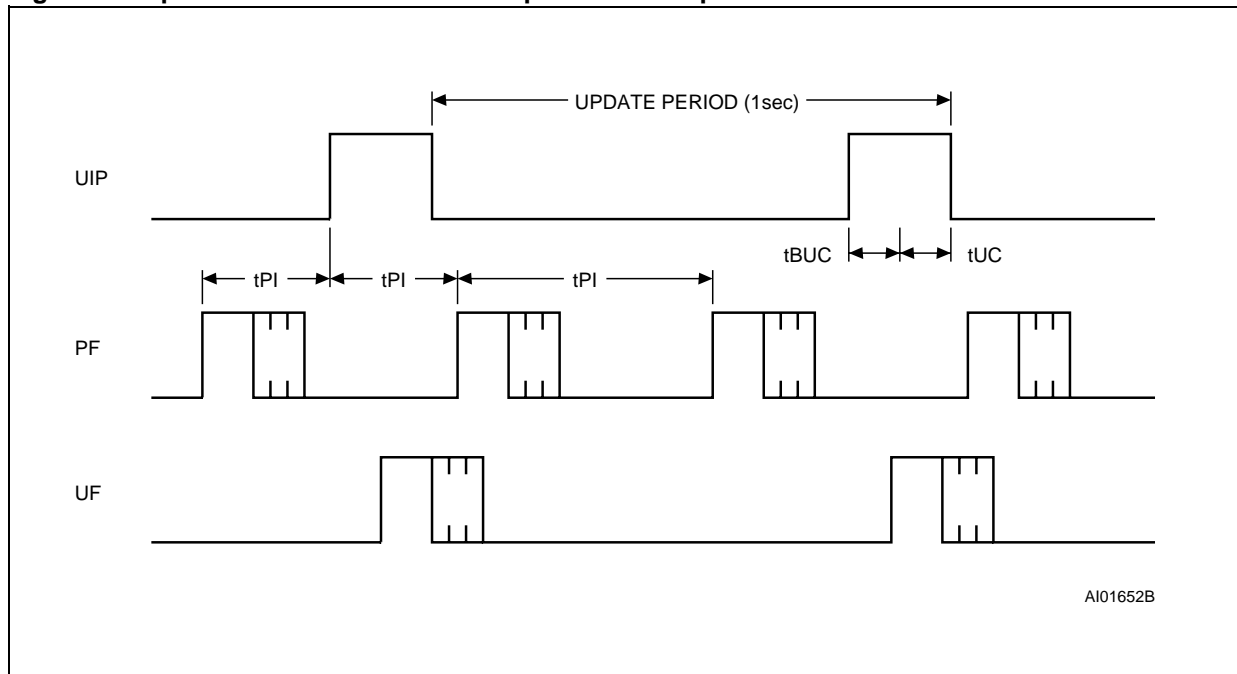 UPDATE PERIOD (1sec)
UIP
tBUC
tUC
tPI
tPI
tPI
PF
UF
AI01652B